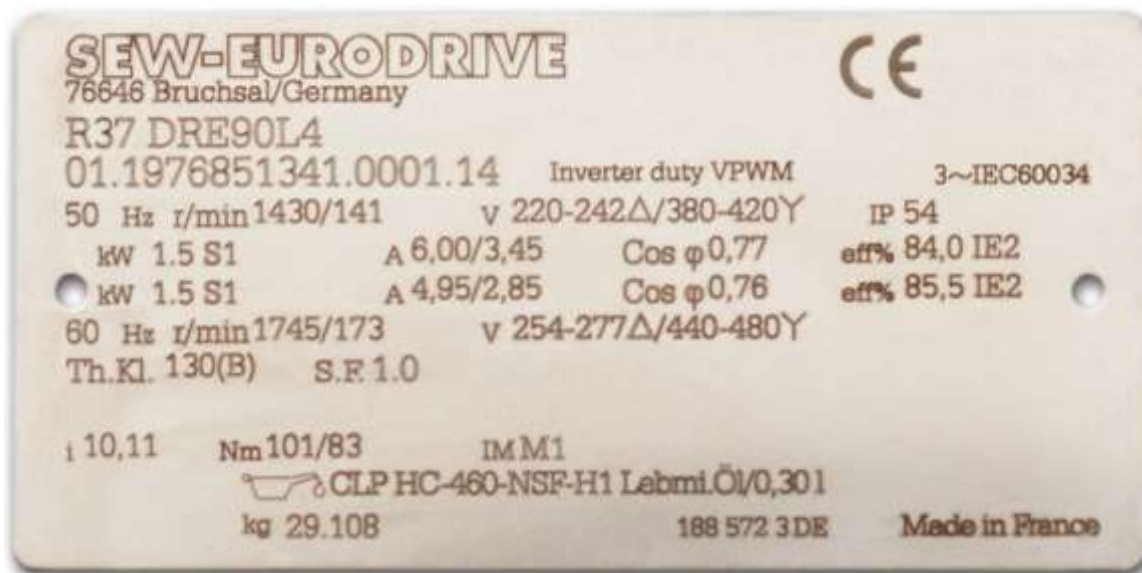 SEW-EURODRIVE
76646 Bruchsal/Germany
CE
R37 DRE90L4
01.1976851341.0001.14 Inverter duty VPWM 3~IEC60034
50 Hz r/min 1430/141 V 220-242Δ/380-420Y IP 54
kW 1.5 S1 A 6,00/3,45 Cos φ 0,77 eff% 84,0 IE2
kW 1.5 S1 A 4,95/2,85 Cos φ 0,76 eff% 85,5 IE2
60 Hz r/min 1745/173 V 254-277Δ/440-480Y
Th.Kl. 130(B) S.F. 1.0
i 10,11 Nm 101/83 IM M1
CLP HC-460-NSF-H1 Lebmi.Öl/0,30 l
kg 29.108 188 572 3 DE Made in France